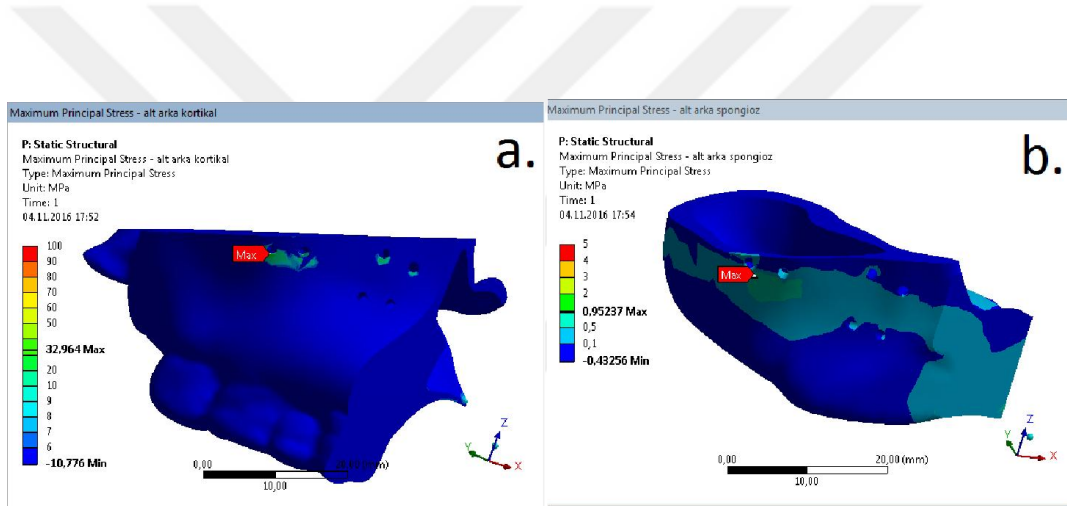 Maximum Principal Stress - alt arka kortikal
P: Static Structural
Maximum Principal Stress - alt arka kortikal
Type: Maximum Principal Stress
Unit: MPa
Time: 1
04.11.2016 17:52
a.
100
90
80
70
60
50
32,964 Max
20
10
9
8
7
6
-10,776 Min
Max
0,00
20,00 (mm)
10,00
Z
Y
X
Maximum Principal Stress - alt arka spongioz
P: Static Structural
Maximum Principal Stress - alt arka spongioz
Type: Maximum Principal Stress
Unit: MPa
Time: 1
04.11.2016 17:54
b.
5
4
3
2
1
0,95237 Max
0,5
0,1
-0,43256 Min
Max
0,00
20,00 (mm)
10,00
Z
Y
X